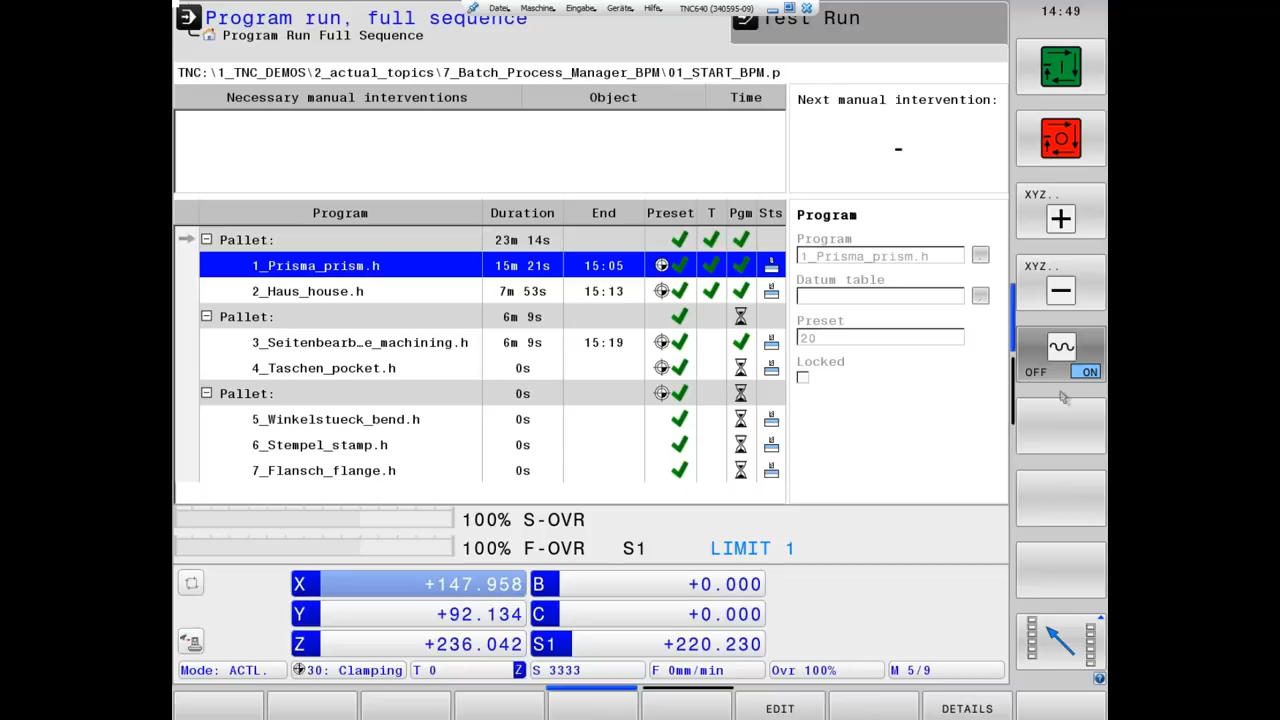 Program run, full sequence
Program Run Full Sequence
Datei Maschine Eingabe Geräte Hilfe TNC640 (340595-09)
Test Run
14:49
TNC:\1_TNC_DEMOS\2_actual_topics\7_Batch_Process_Manager_BPM\01_START_BPM.p
Necessary manual interventions Object Time
Next manual intervention:
-
Program Duration End Preset T Pgm Sts
Pallet: 23m 14s
1_Prisma_prism.h 15m 21s 15:05
2_Haus_house.h 7m 53s 15:13
Pallet: 6m 9s
3_Seitenbearb…e_machining.h 6m 9s 15:19
4_Taschen_pocket.h 0s
Pallet: 0s
5_Winkelstueck_bend.h 0s
6_Stempel_stamp.h 0s
7_Flansch_flange.h 0s
Program
Program
1_Prisma_prism.h
Datum table
Preset
20
Locked
XYZ..
+
XYZ..
-
OFF ON
100% S-OVR
100% F-OVR S1 LIMIT 1
X +147.958 B +0.000
Y +92.134 C +0.000
Z +236.042 S1 +220.230
Mode: ACTL. 30: Clamping T 0 Z S 3333 F 0mm/min Ovr 100% M 5/9
EDIT DETAILS